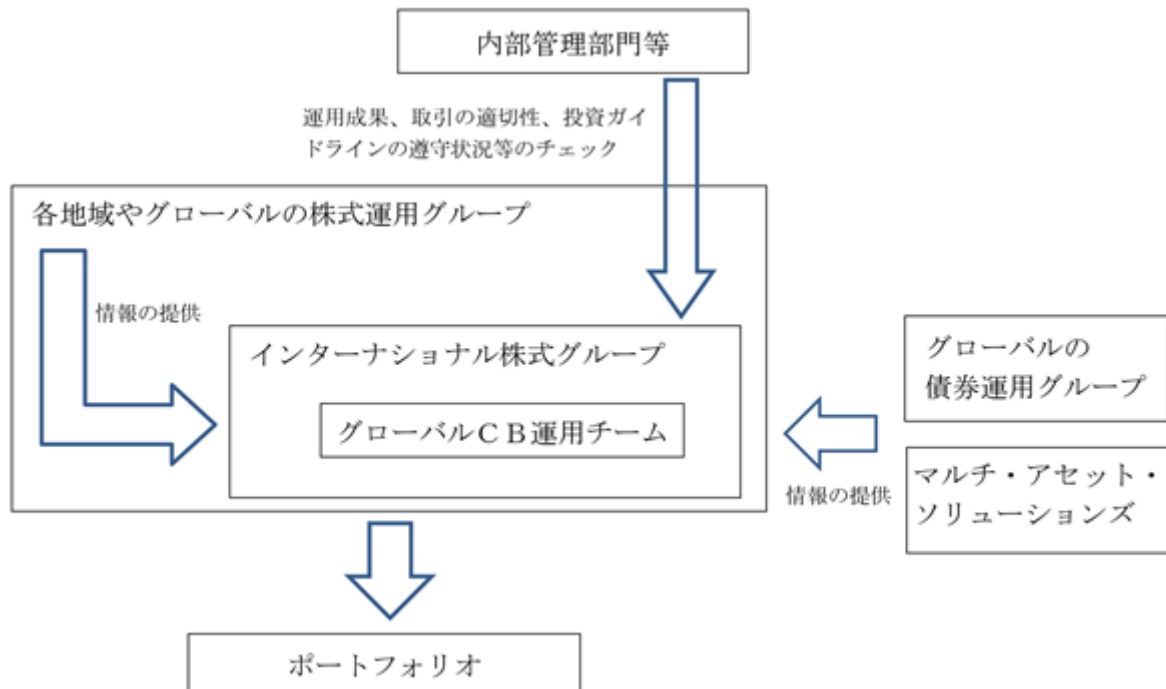 内部管理部門等
運用成果、取引の適切性、投資ガイ
ドラインの遵守状況等のチェック
各地域やグローバルの株式運用グループ
情報の提供
インターナショナル株式グループ
グローバルＣＢ運用チーム
グローバルの
債券運用グループ
情報の提供
マルチ・アセット・
ソリューションズ
ポートフォリオ